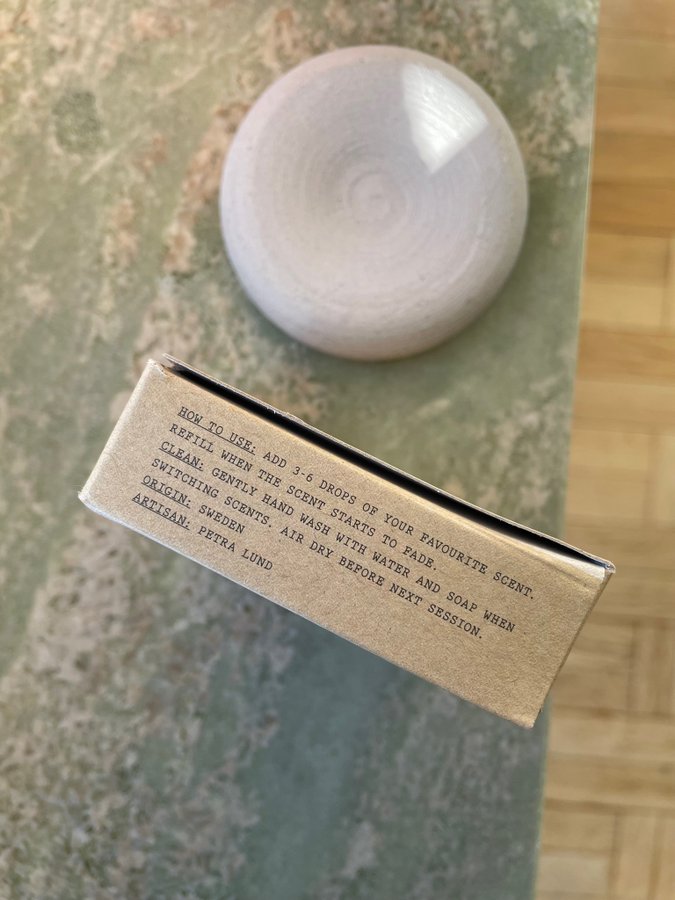 HOW TO USE: ADD 3-6 DROPS OF YOUR FAVOURITE SCENT.
REFILL WHEN THE SCENT STARTS TO FADE.
CLEAN: GENTLY HAND WASH WITH WATER AND SOAP WHEN
SWITCHING SCENTS. AIR DRY BEFORE NEXT SESSION.
ORIGIN: SWEDEN
ARTISAN: PETRA LUND